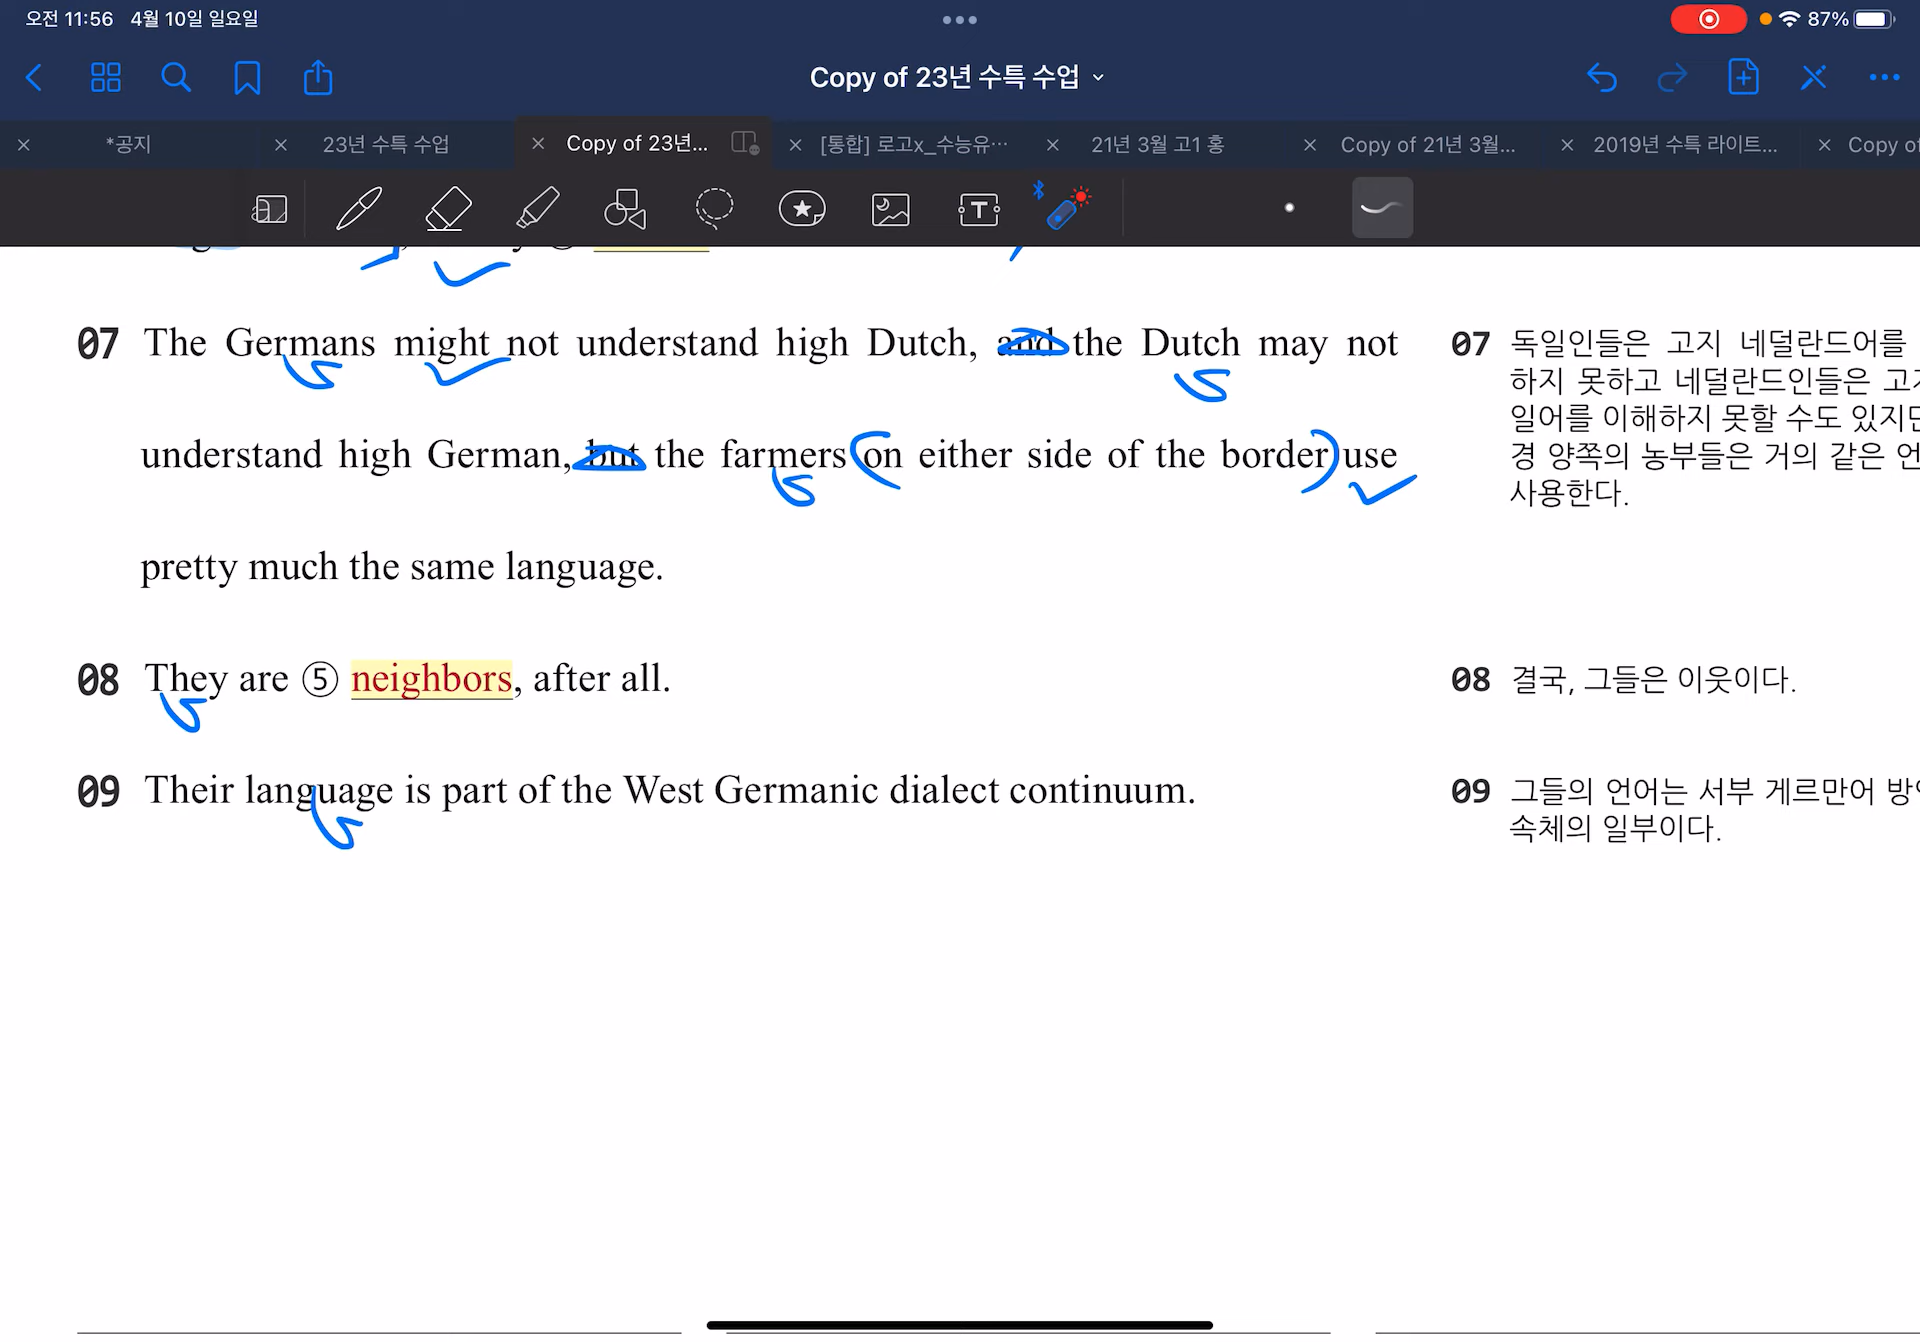 오전 11:56 4월 10일 일요일
87%
Copy of 23년 수특 수업
*공지
23년 수특 수업
Copy of 23년...
[통합] 로고x_수능유...
21년 3월 고1 홍
Copy of 21년 3월...
2019년 수특 라이트...
Copy of
07 The Germans might not understand high Dutch, and the Dutch may not
understand high German, but the farmers on either side of the border use
pretty much the same language.
07 독일인들은 고지 네덜란드어를
하지 못하고 네덜란드인들은 고지
일어를 이해하지 못할 수도 있지만
경 양쪽의 농부들은 거의 같은 언
사용한다.
08 They are ⑤ neighbors, after all.
08 결국, 그들은 이웃이다.
09 Their language is part of the West Germanic dialect continuum.
09 그들의 언어는 서부 게르만어 방언
속체의 일부이다.